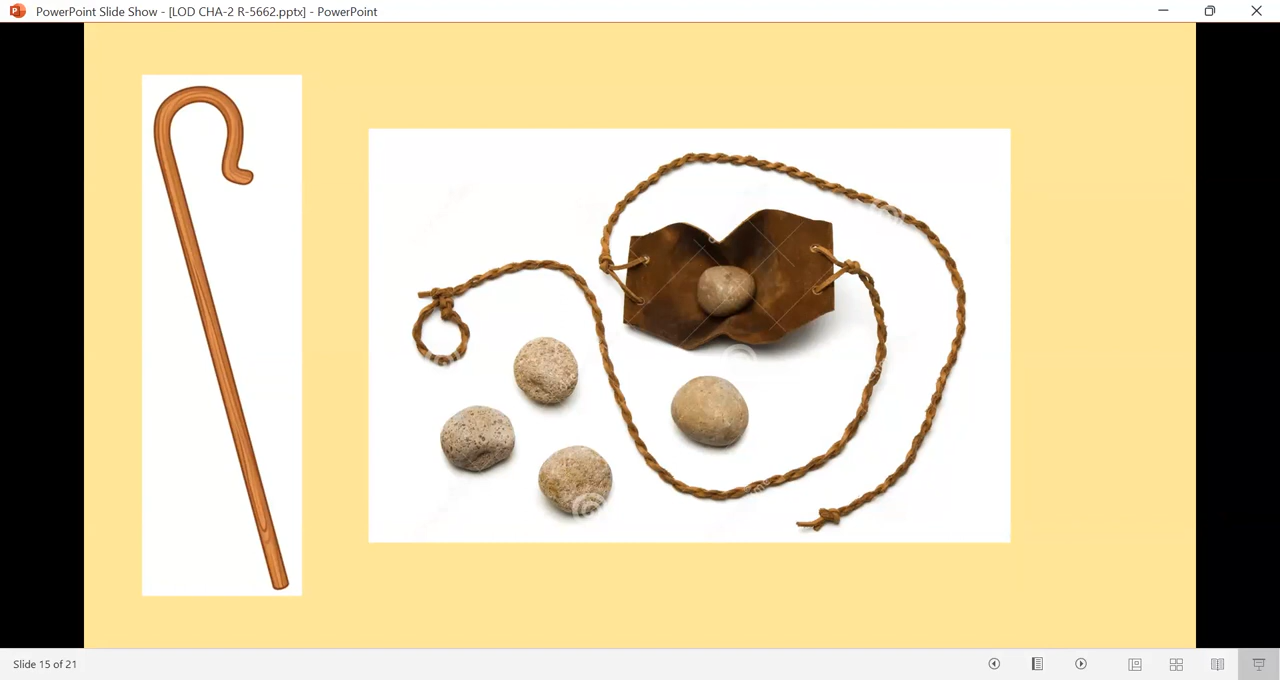 PowerPoint Slide Show - [LOD CHA-2 R-5662.pptx] - PowerPoint
Slide 15 of 21